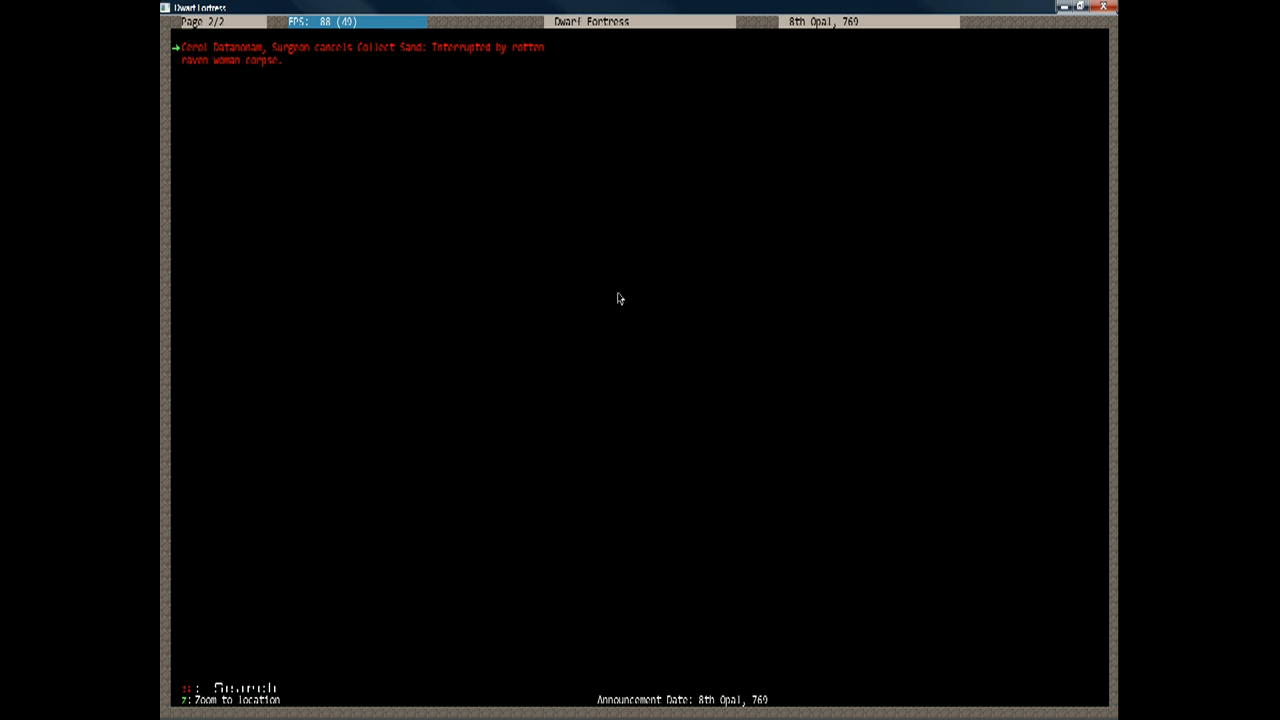 Dwarf Fortress
Page 2/2 FPS: 88 (49) Dwarf Fortress 8th Opal, 769
Cerol Datanonam, Surgeon cancels Collect Sand: Interrupted by rotten
raven woman corpse.
: Search
z: Zoom to location Announcement Date: 8th Opal, 769